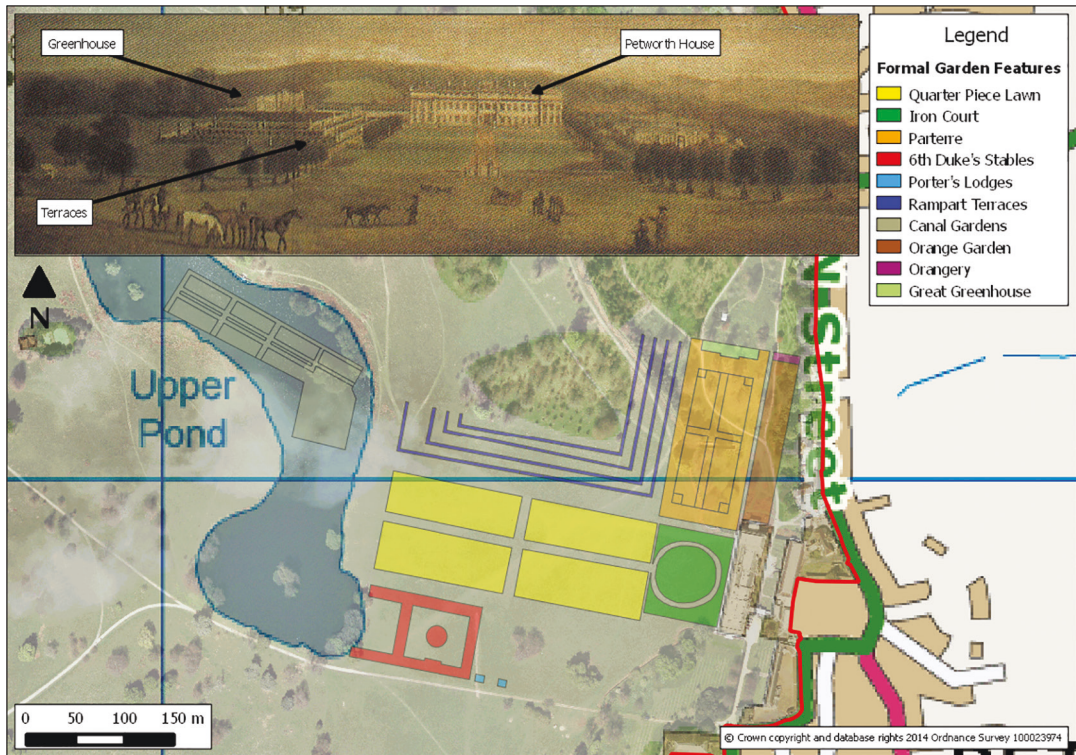 Greenhouse
Petworth House
Terraces
Legend
Formal Garden Features
Quarter Piece Lawn
Iron Court
Parterre
6th Duke's Stables
Porter's Lodges
Rampart Terraces
Canal Gardens
Orange Garden
Orangery
Great Greenhouse
N
Upper
Pond
N Street
0 50 100 150 m
© Crown copyright and database rights 2014 Ordnance Survey 100023974